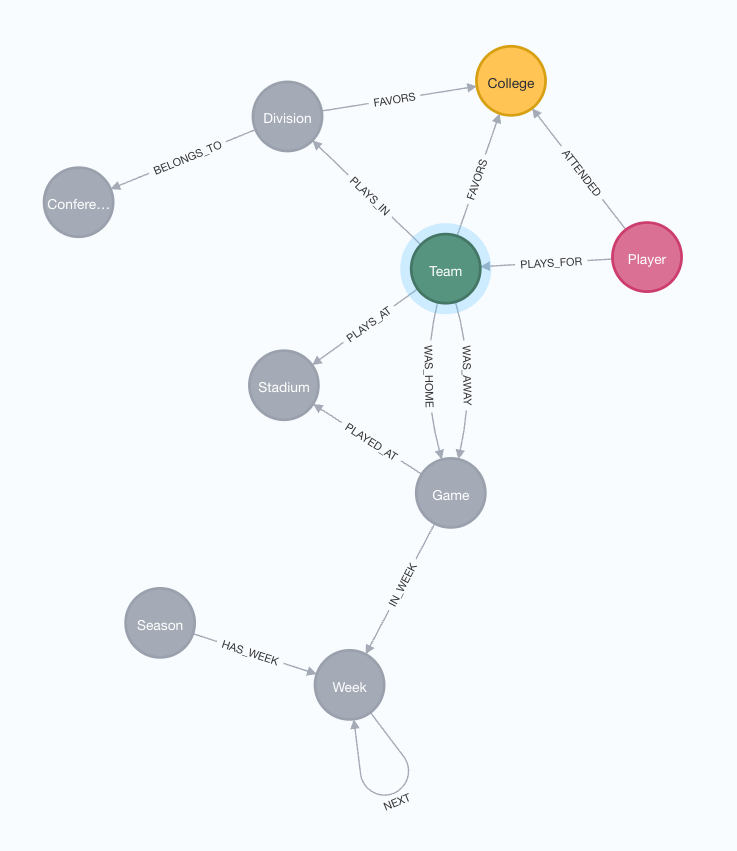 College
FAVORS
Division
BELONGS_TO
ATTENDED
FAVORS
PLAYS_IN
Confere...
Player
PLAYS_FOR
Team
PLAYS_AT
WAS_HOME
WAS_AWAY
Stadium
PLAYED_AT
Game
IN_WEEK
Season
HAS_WEEK
Week
NEXT